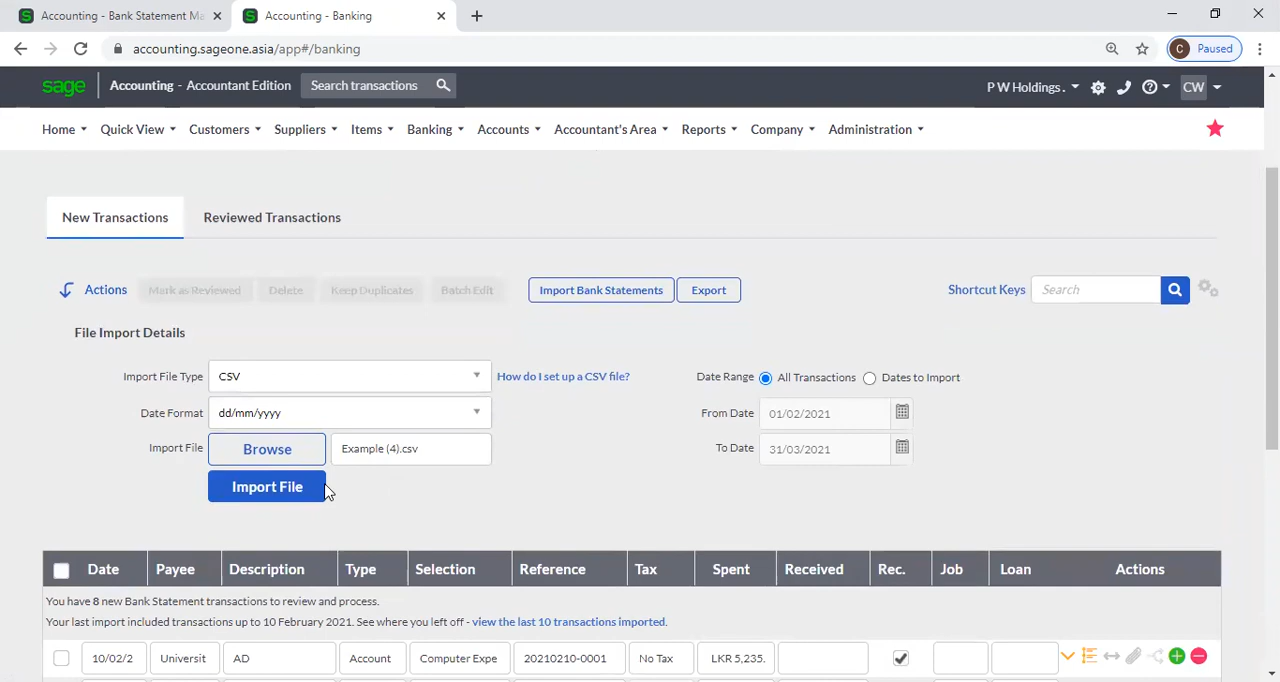 Accounting - Bank Statement Ma
Accounting - Banking
accounting.sageone.asia/app#/banking
C Paused
sage Accounting - Accountant Edition Search transactions P W Holdings . CW
Home Quick View Customers Suppliers Items Banking Accounts Accountant's Area Reports Company Administration
New Transactions Reviewed Transactions
Actions Mark as Reviewed Delete Keep Duplicates Batch Edit Import Bank Statements Export Shortcut Keys Search
File Import Details
Import File Type CSV How do I set up a CSV file? Date Range All Transactions Dates to Import
Date Format dd/mm/yyyy From Date 01/02/2021
Import File Browse Example (4).csv To Date 31/03/2021
Import File
Date Payee Description Type Selection Reference Tax Spent Received Rec. Job Loan Actions
You have 8 new Bank Statement transactions to review and process.
Your last import included transactions up to 10 February 2021. See where you left off - view the last 10 transactions imported.
10/02/2 Universit AD Account Computer Expe 20210210-0001 No Tax LKR 5,235.